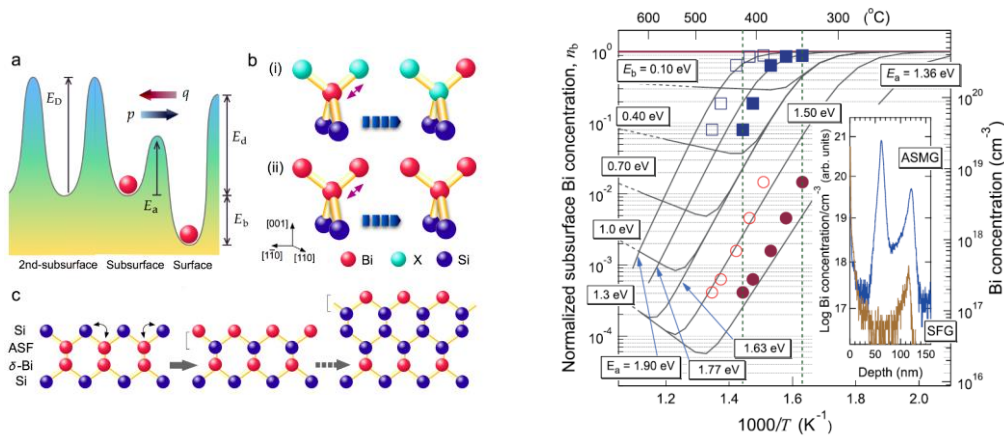 a
E_D
q
p
E_d
E_a
E_b
2nd-subsurface Subsurface Surface
b
(i)
(ii)
[001]
[1̄1̄0] [1̄10]
Bi X Si
c
Si
ASF
δ-Bi
Si
600 400 300 (°C)
Normalized subsurface Bi concentration, n_b
10^0
10^-1
10^-2
10^-3
10^-4
E_b = 0.10 eV
0.40 eV
0.70 eV
1.0 eV
1.3 eV
E_a = 1.90 eV
1.77 eV
1.63 eV
1.50 eV
E_a = 1.36 eV
1.2 1.4 1.6 1.8 2.0
1000/T (K^-1)
10^20
10^19
10^18
10^17
10^16
Bi concentration (cm^-3)
Log Bi concentration/cm^-3 (arb. units)
21
20
19
18
17
ASMG
SFG
0 50 100 150
Depth (nm)